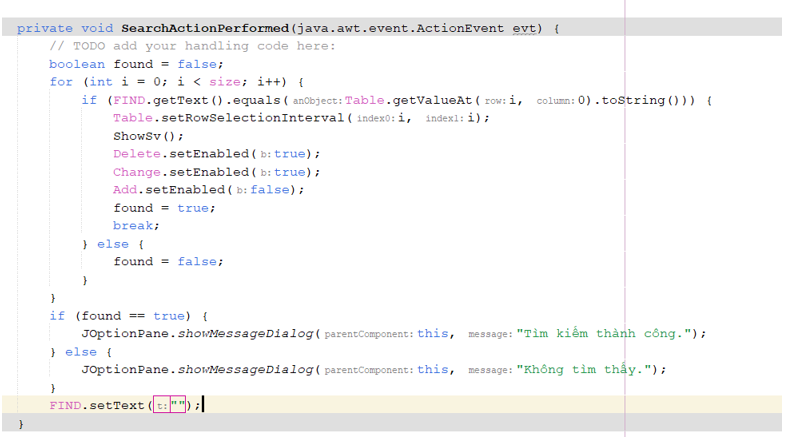 private void SearchActionPerformed(java.awt.event.ActionEvent evt) {
    // TODO add your handling code here:
    boolean found = false;
    for (int i = 0; i < size; i++) {
        if (FIND.getText().equals( anObject: Table.getValueAt( row: i,  column: 0).toString())) {
            Table.setRowSelectionInterval( index0: i,  index1: i);
            ShowSv();
            Delete.setEnabled( b: true);
            Change.setEnabled( b: true);
            Add.setEnabled( b: false);
            found = true;
            break;
        } else {
            found = false;
        }
    }
    if (found == true) {
        JOptionPane.showMessageDialog( parentComponent: this,  message: "Tìm kiếm thành công.");
    } else {
        JOptionPane.showMessageDialog( parentComponent: this,  message: "Không tìm thấy.");
    }
    FIND.setText( t: "");
}